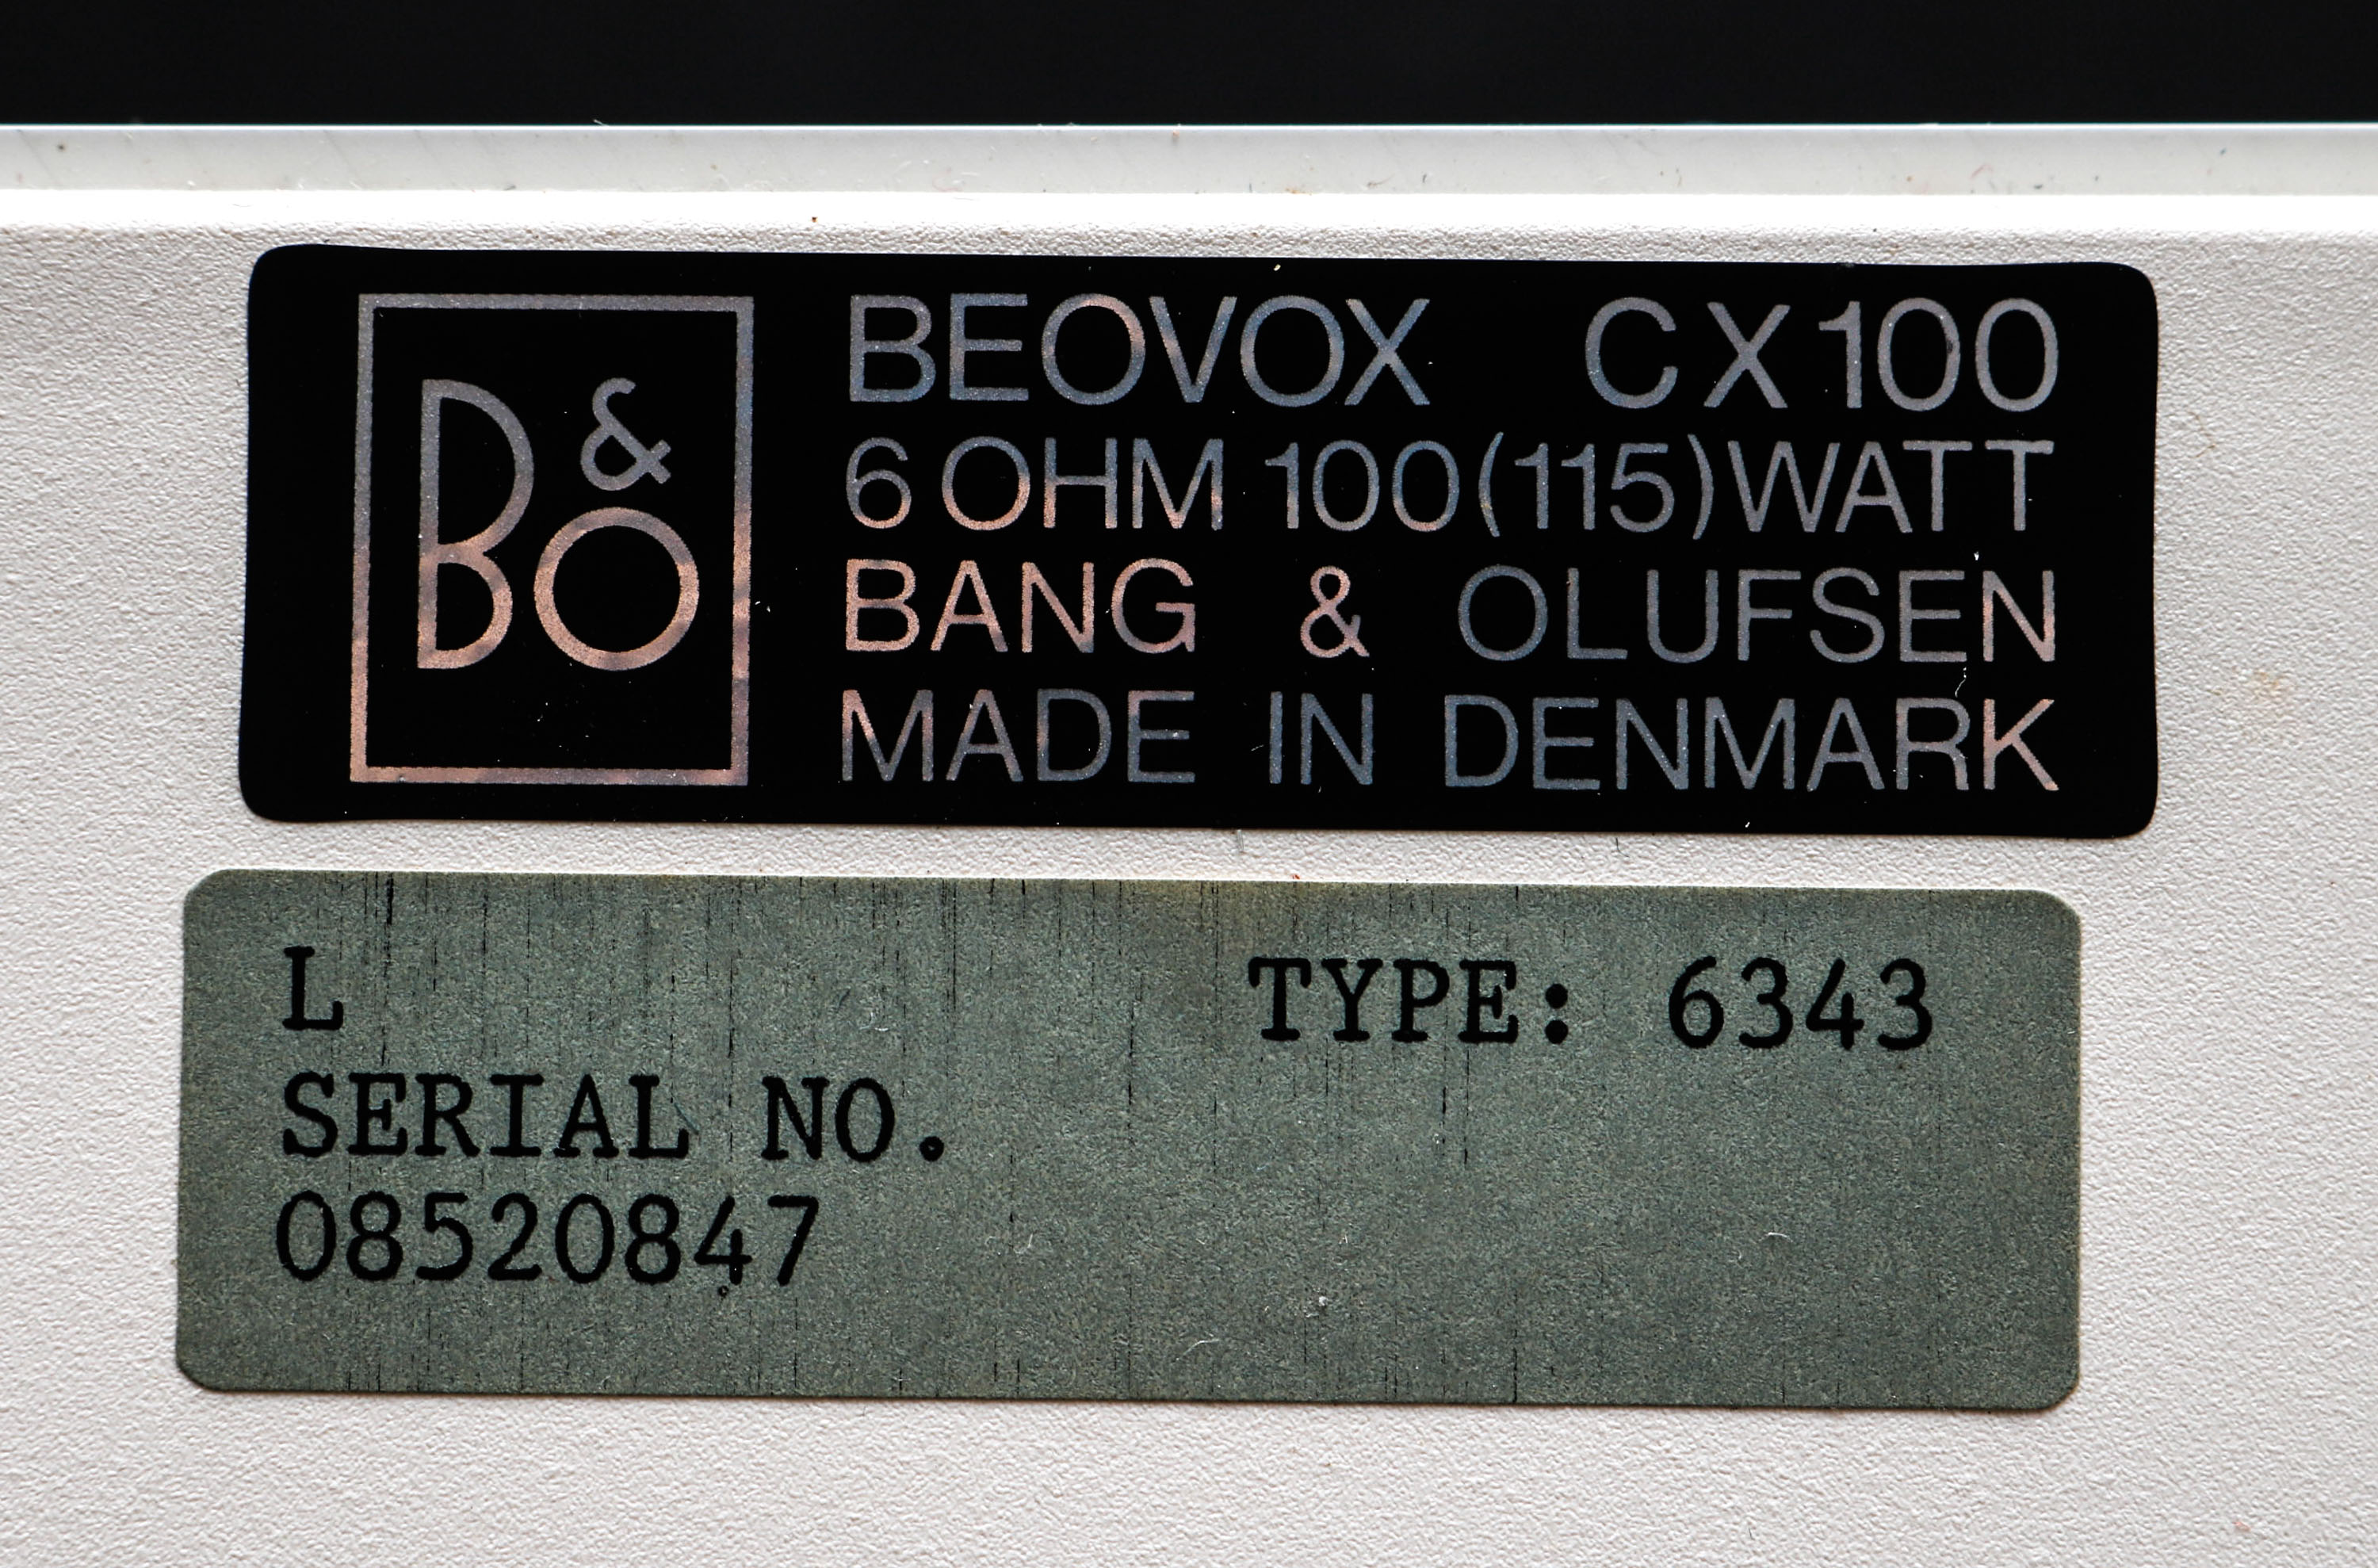 B&O
BEOVOX CX100
6 OHM 100(115)WATT
BANG & OLUFSEN
MADE IN DENMARK
L TYPE: 6343
SERIAL NO.
08520847